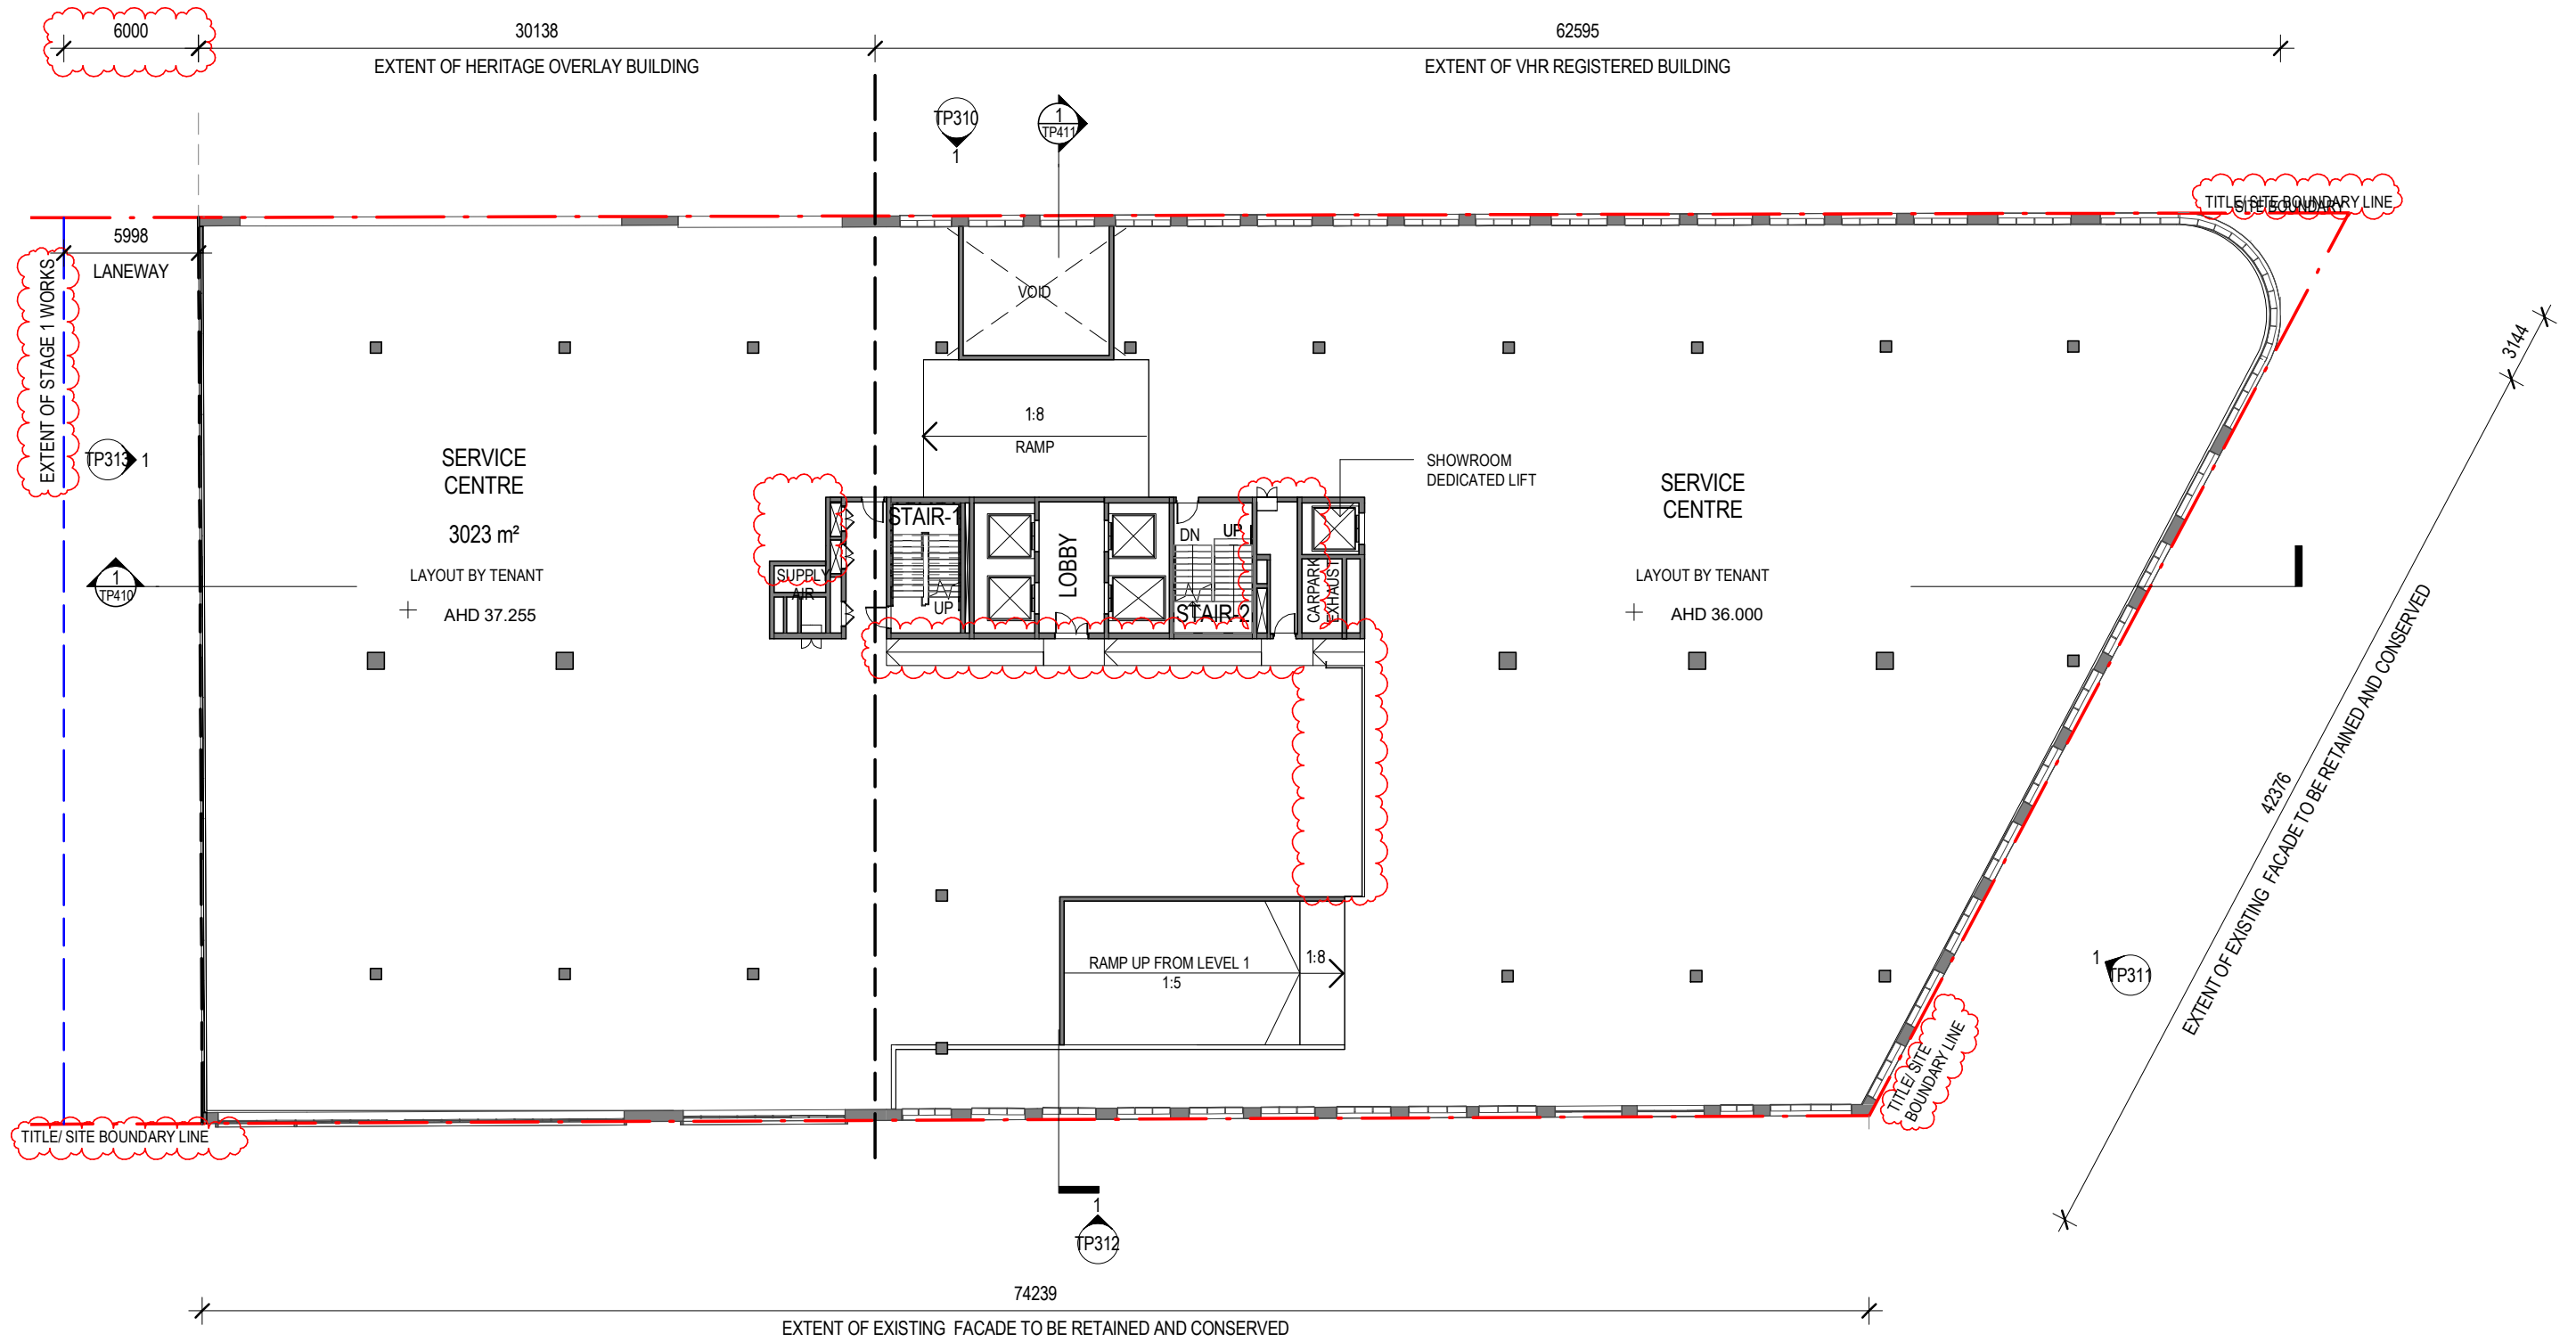 6000
30138
62595
EXTENT OF HERITAGE OVERLAY BUILDING
EXTENT OF VHR REGISTERED BUILDING
TP310
1
1
TP411
TITLE/ SITE BOUNDARY LINE
SITE BOUNDARY
5998
LANEWAY
EXTENT OF STAGE 1 WORKS
VOID
3144
1:8
RAMP
TP313
1
SERVICE
CENTRE
3023 m²
LAYOUT BY TENANT
AHD 37.255
SHOWROOM
DEDICATED LIFT
SERVICE
CENTRE
LAYOUT BY TENANT
AHD 36.000
STAIR-1
UP
LOBBY
DN
UP
STAIR-2
CARPARK
EXHAUST
SUPPLY
AIR
1
TP410
42376
EXTENT OF EXISTING FACADE TO BE RETAINED AND CONSERVED
RAMP UP FROM LEVEL 1
1:5
1:8
1
TP311
TITLE/ SITE
BOUNDARY LINE
TITLE/ SITE BOUNDARY LINE
1
TP312
74239
EXTENT OF EXISTING FACADE TO BE RETAINED AND CONSERVED